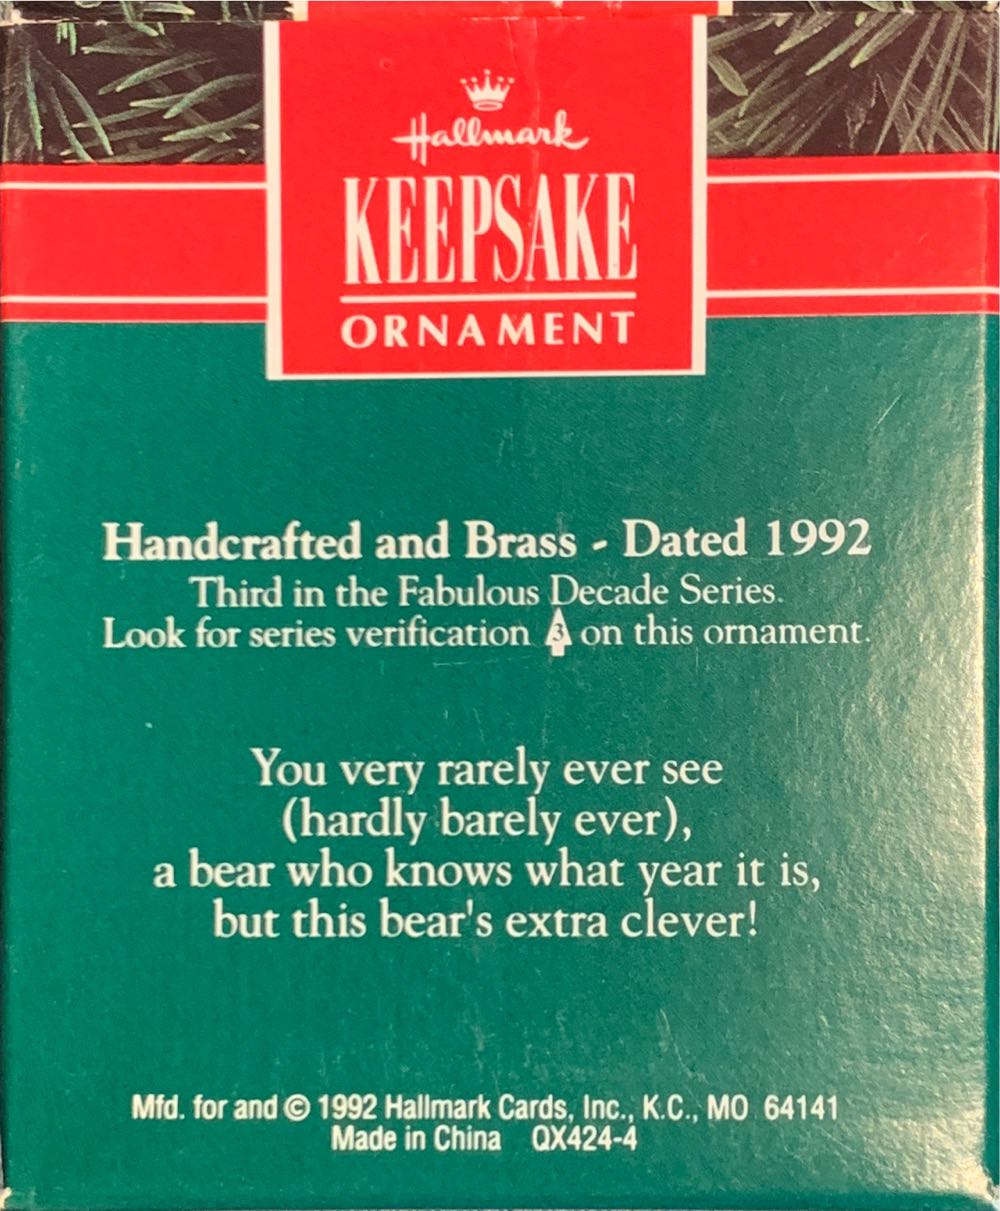 Hallmark
KEEPSAKE
ORNAMENT
Handcrafted and Brass - Dated 1992
Third in the Fabulous Decade Series.
Look for series verification 3 on this ornament.
You very rarely ever see
(hardly barely ever),
a bear who knows what year it is,
but this bear's extra clever!
Mfd. for and © 1992 Hallmark Cards, Inc., K.C., MO 64141
Made in China QX424-4